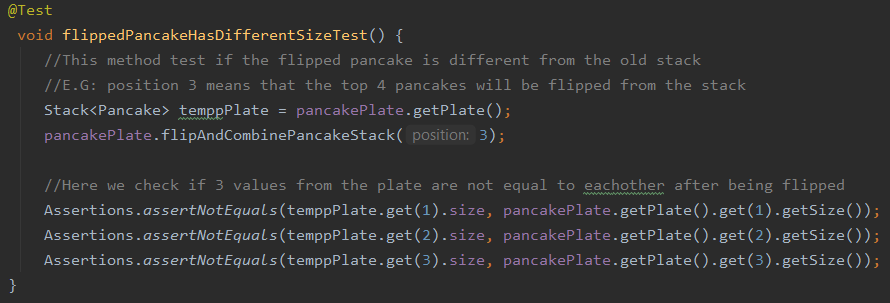 @Test
void flippedPancakeHasDifferentSizeTest() {
//This method test if the flipped pancake is different from the old stack
//E.G: position 3 means that the top 4 pancakes will be flipped from the stack
Stack<Pancake> temppPlate = pancakePlate.getPlate();
pancakePlate.flipAndCombinePancakeStack( position: 3);
//Here we check if 3 values from the plate are not equal to eachother after being flipped
Assertions.assertNotEquals(temppPlate.get(1).size, pancakePlate.getPlate().get(1).getSize());
Assertions.assertNotEquals(temppPlate.get(2).size, pancakePlate.getPlate().get(2).getSize());
Assertions.assertNotEquals(temppPlate.get(3).size, pancakePlate.getPlate().get(3).getSize());
}